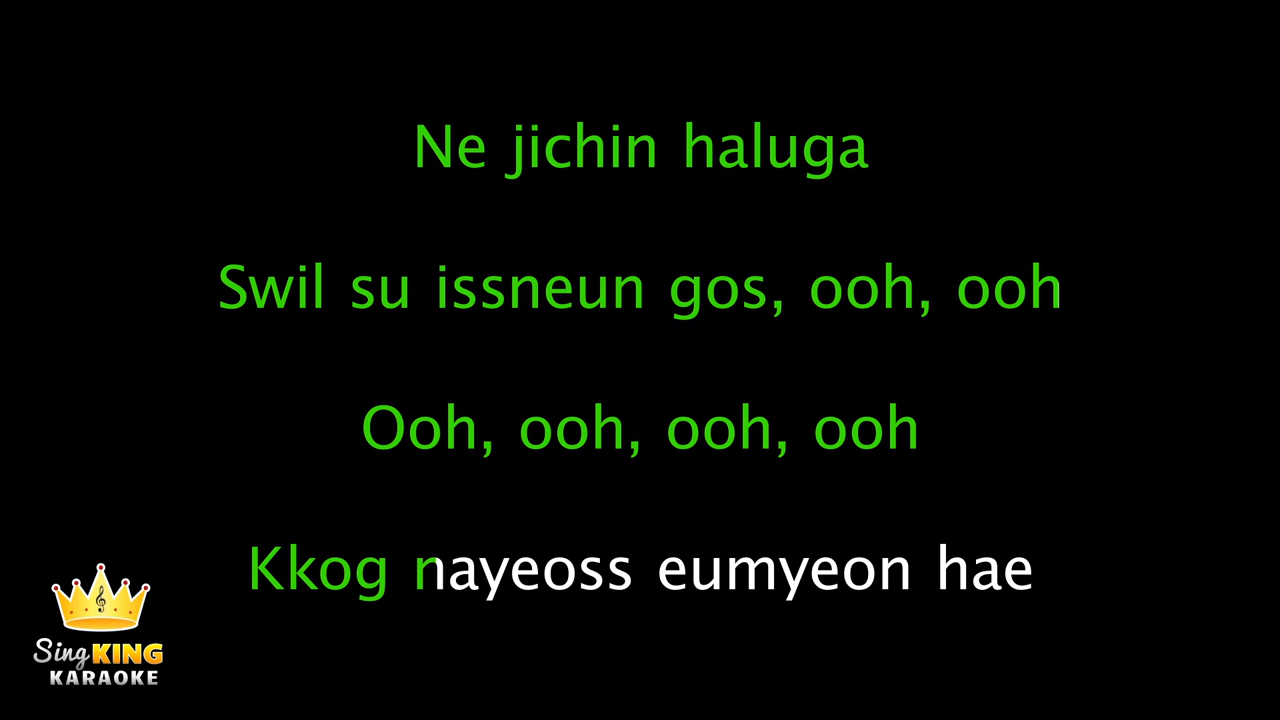 Ne jichin haluga
Swil su issneun gos, ooh, ooh
Ooh, ooh, ooh, ooh
Kkog nayeoss eumyeon hae
Sing KING
KARAOKE